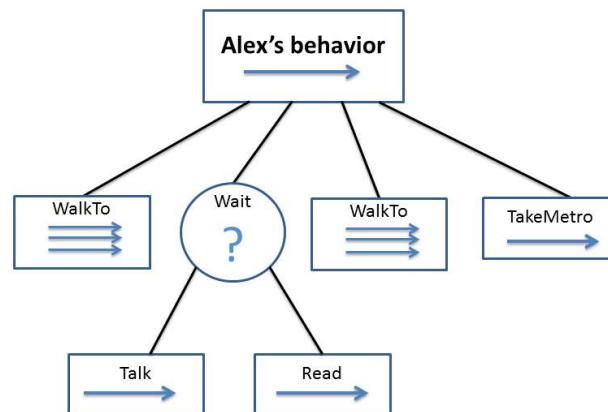 Alex's behavior
WalkTo
Wait
?
WalkTo
TakeMetro
Talk
Read